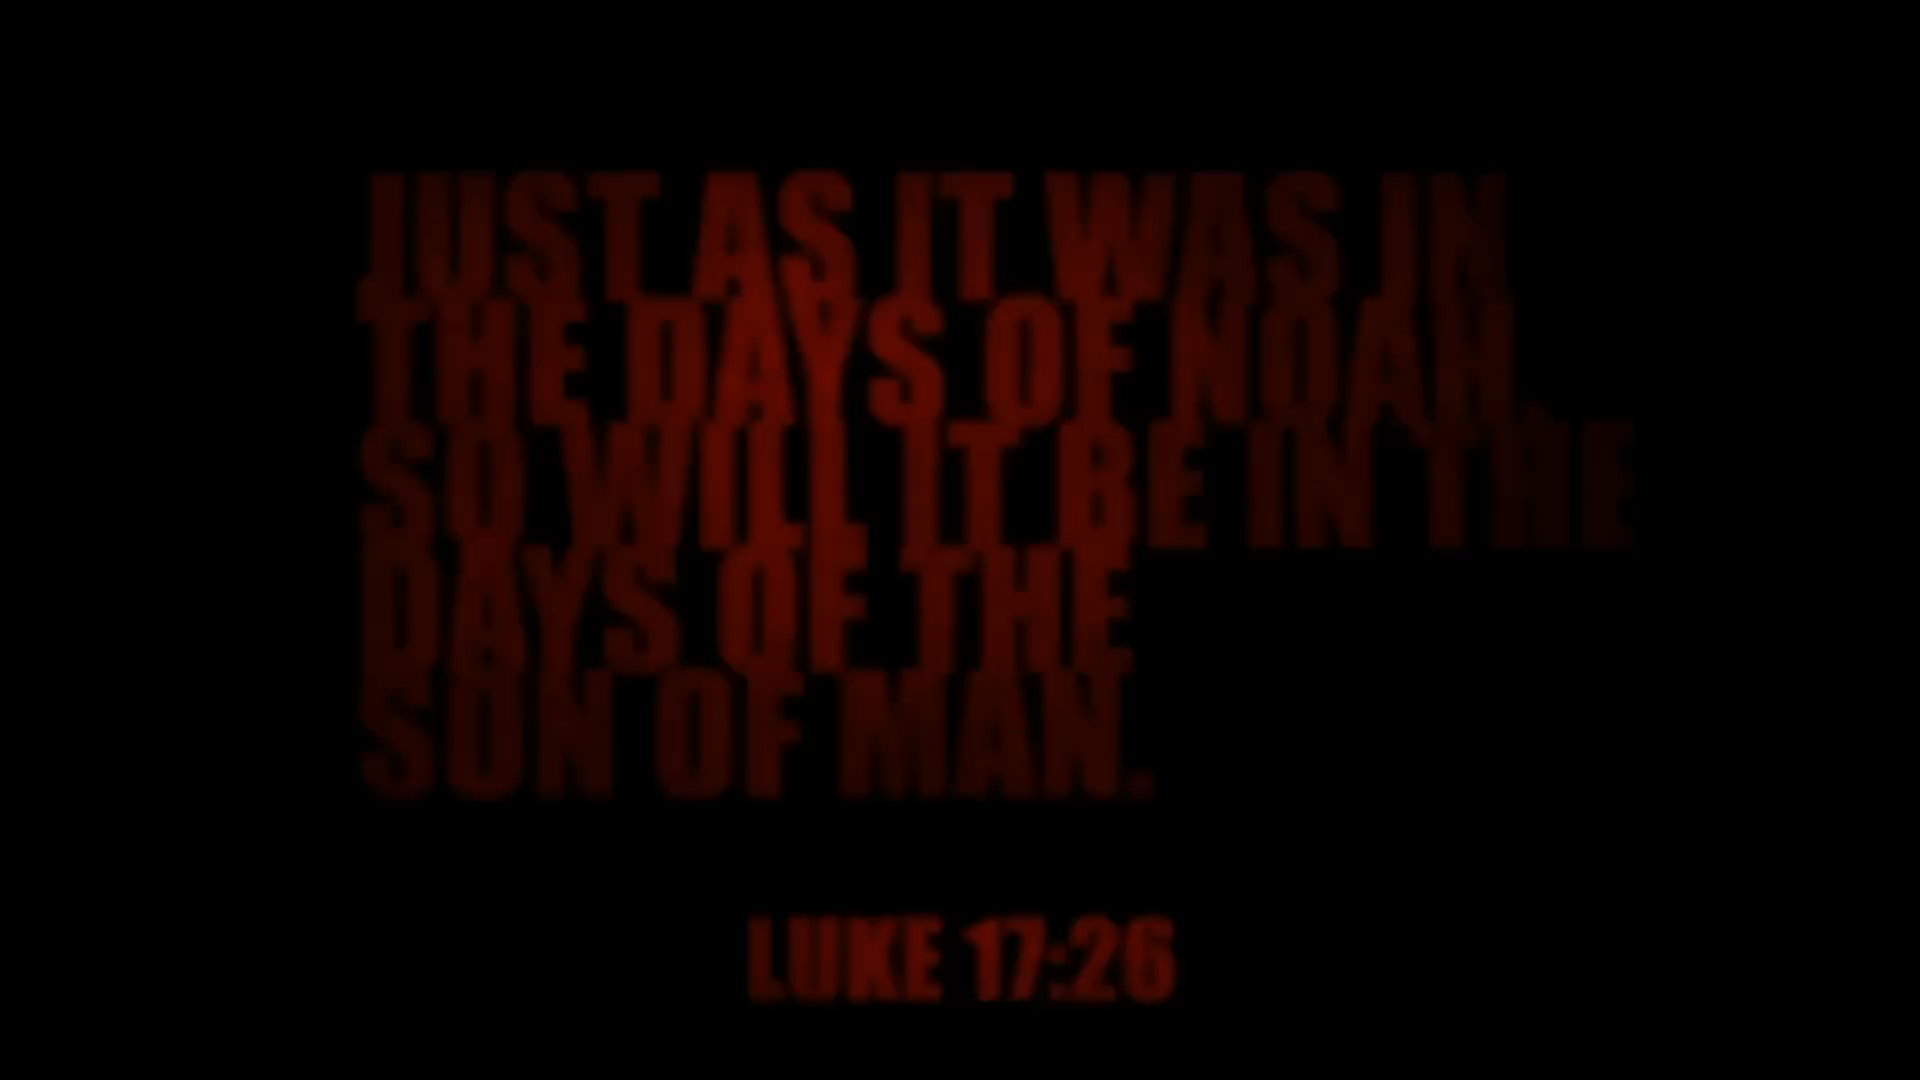 JUST AS IT WAS IN
THE DAYS OF NOAH,
SO WILL IT BE IN THE
DAYS OF THE
SON OF MAN.
LUKE 17:26